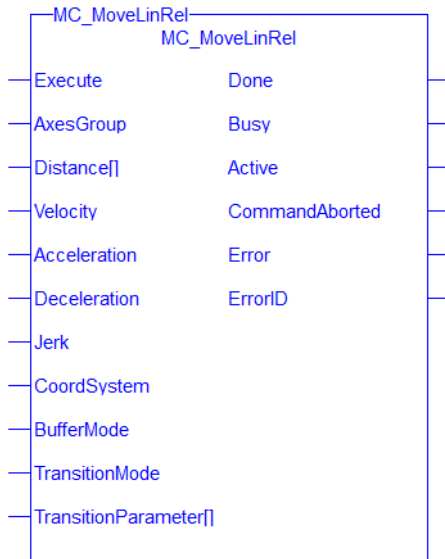 MC_MoveLinRel
MC_MoveLinRel
Execute Done
AxesGroup Busy
Distance[] Active
Velocity CommandAborted
Acceleration Error
Deceleration ErrorID
Jerk
CoordSystem
BufferMode
TransitionMode
TransitionParameter[]